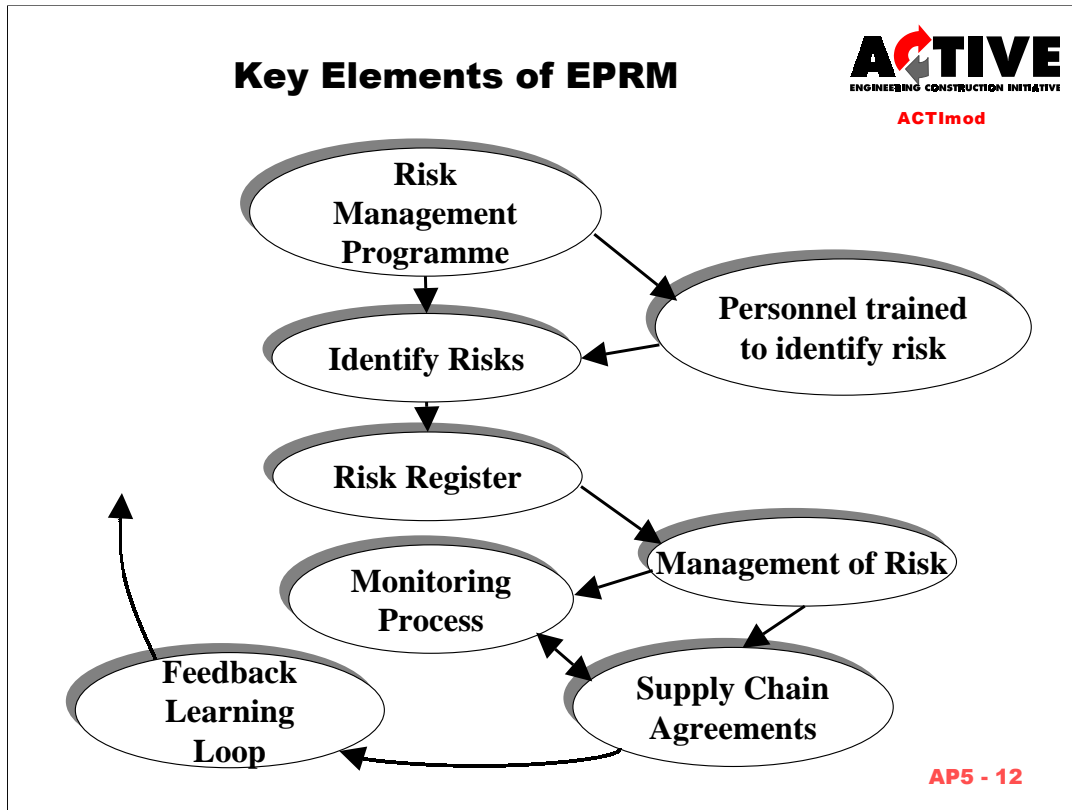 Key Elements of EPRM
ACTIVE
ENGINEERING CONSTRUCTION INITIATIVE
ACTImod
Risk
Management
Programme
Personnel trained
to identify risk
Identify Risks
Risk Register
Management of Risk
Monitoring
Process
Feedback
Learning
Loop
Supply Chain
Agreements
AP5 - 12